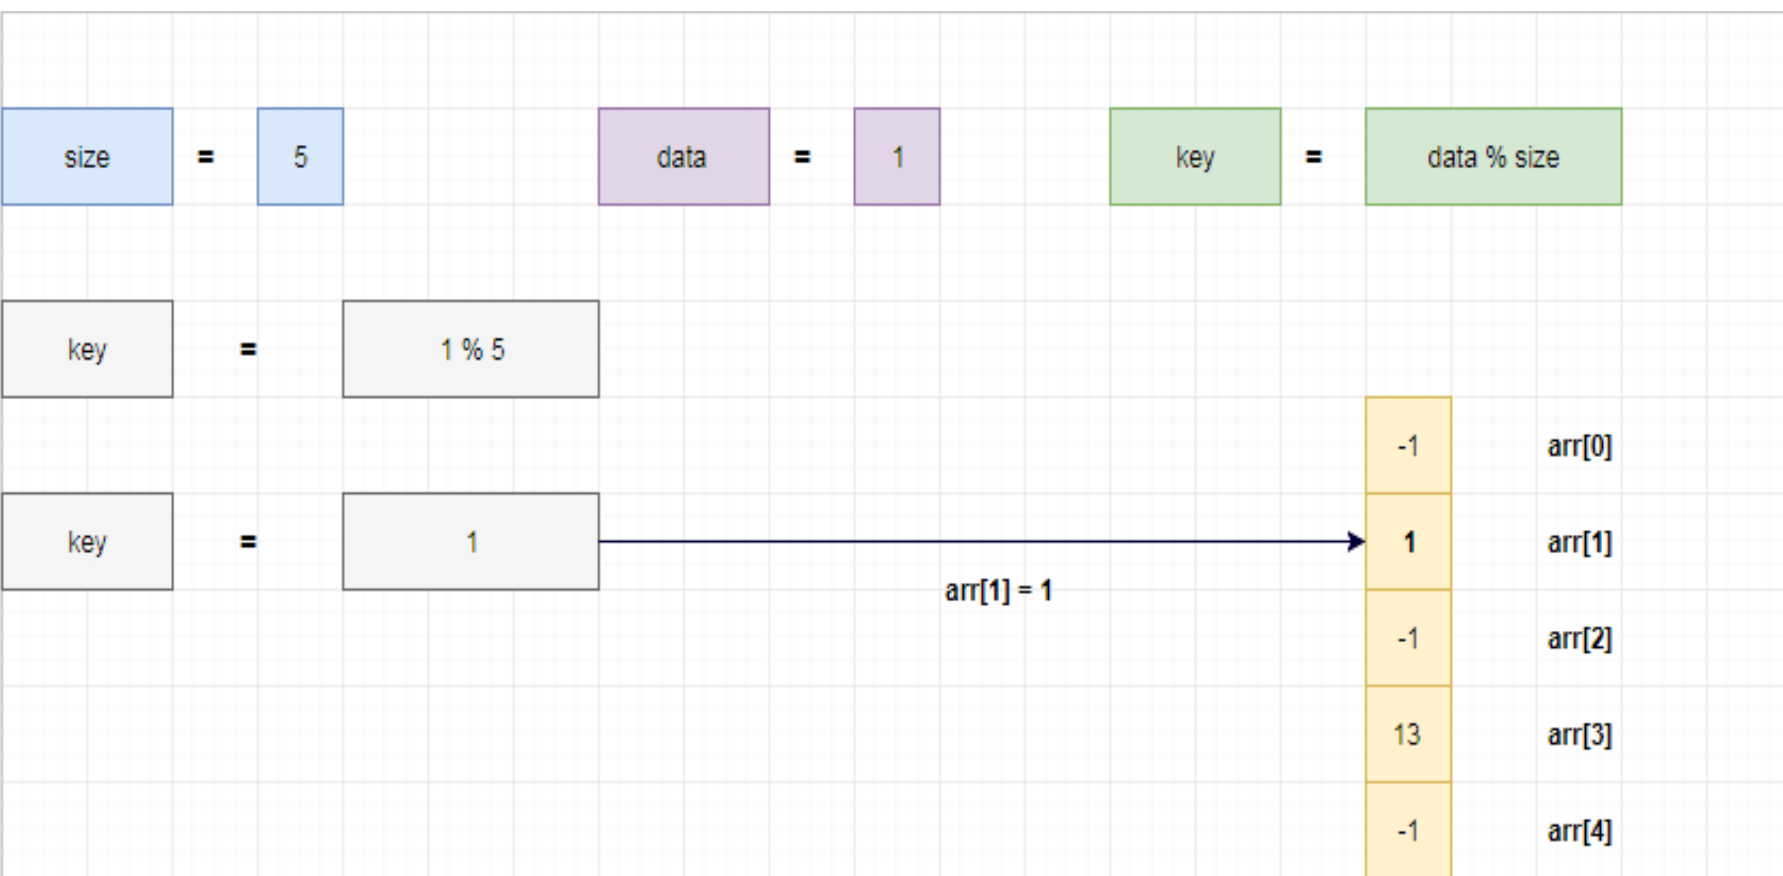 size = 5 data = 1 key = data % size
key = 1 % 5
-1 arr[0]
key = 1 1 arr[1]
arr[1] = 1
-1 arr[2]
13 arr[3]
-1 arr[4]